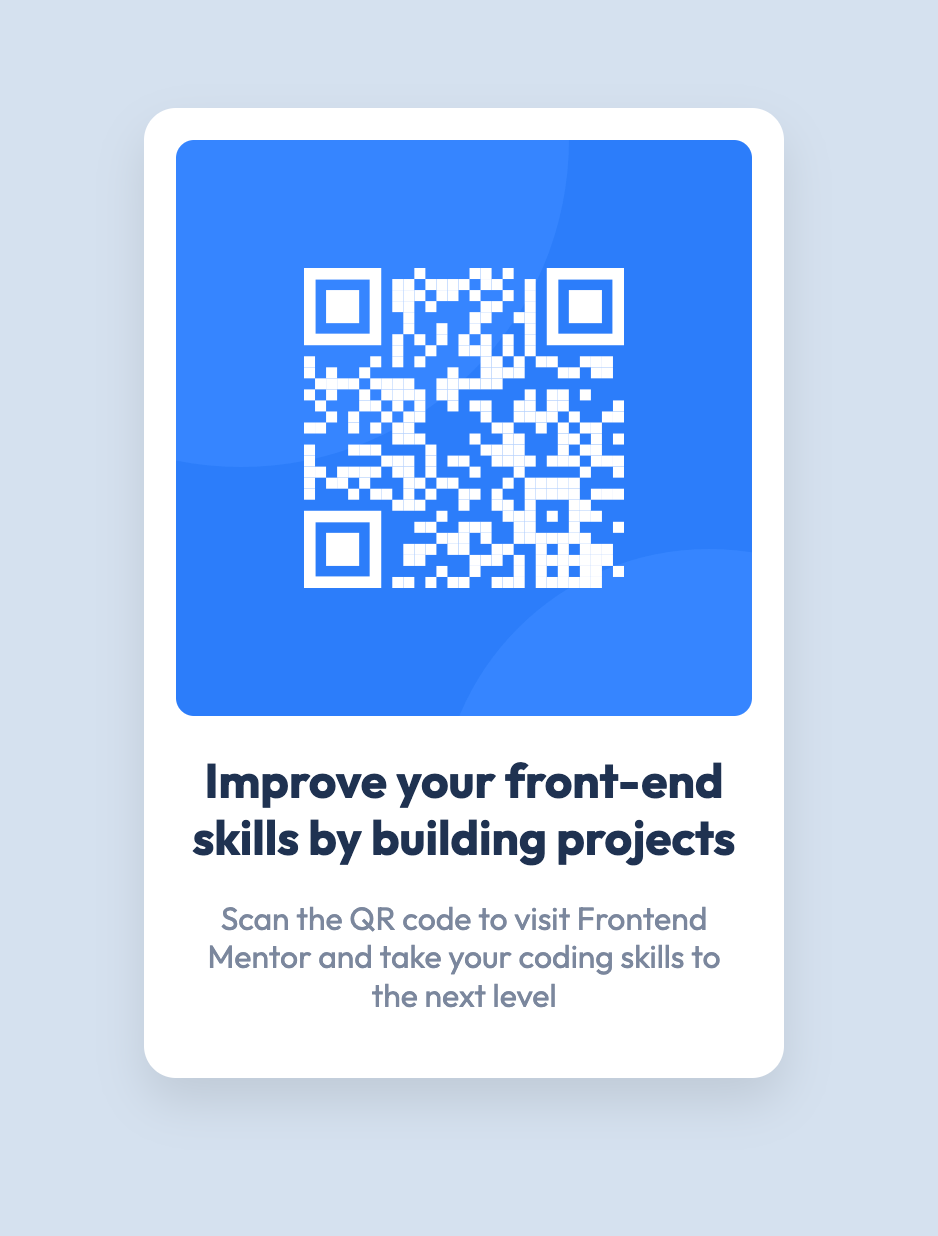 Improve your front-end
skills by building projects
Scan the QR code to visit Frontend
Mentor and take your coding skills to
the next level